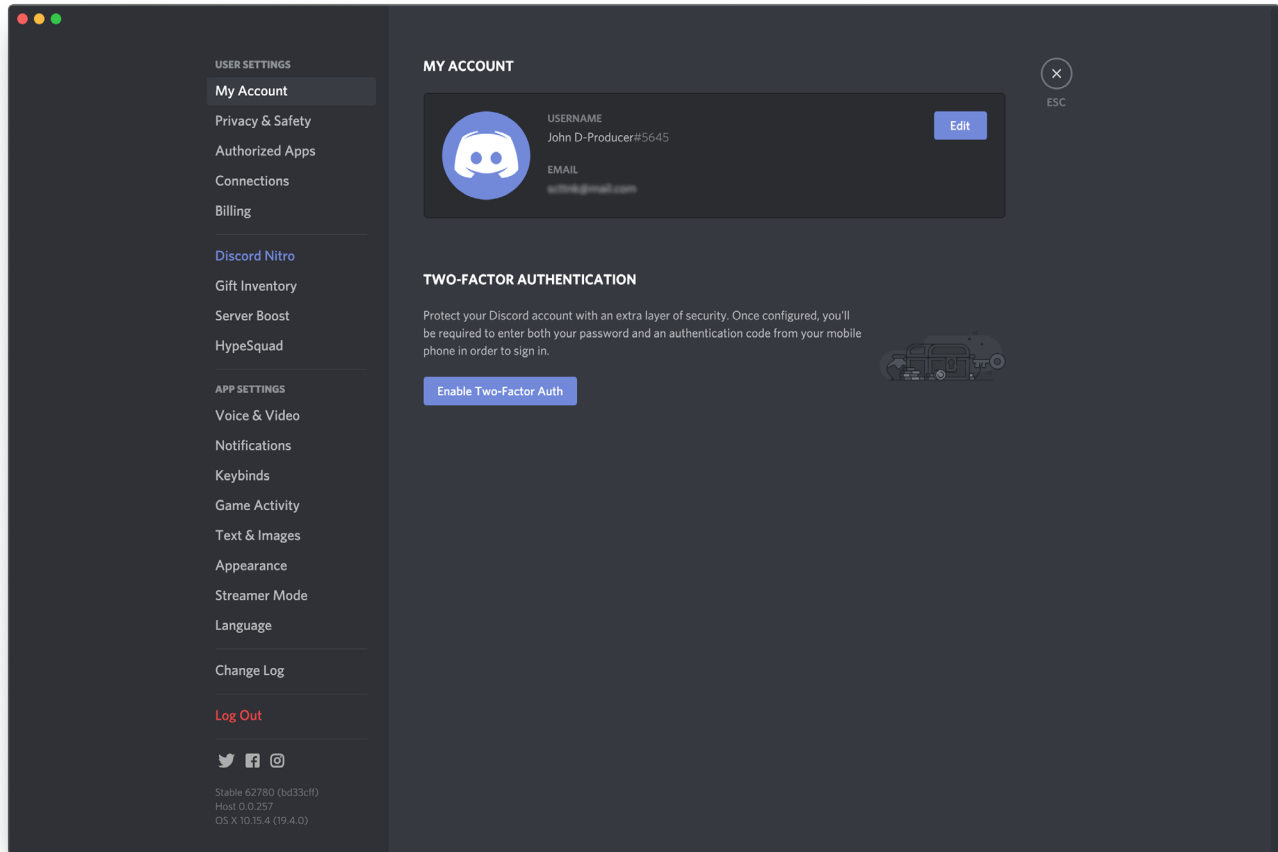 USER SETTINGS
My Account
Privacy & Safety
Authorized Apps
Connections
Billing
Discord Nitro
Gift Inventory
Server Boost
HypeSquad
APP SETTINGS
Voice & Video
Notifications
Keybinds
Game Activity
Text & Images
Appearance
Streamer Mode
Language
Change Log
Log Out
Stable 62780 (bd33cff)
Host 0.0.257
OS X 10.15.4 (19.4.0)
MY ACCOUNT
USERNAME
John D-Producer#5645
EMAIL
Edit
ESC
TWO-FACTOR AUTHENTICATION
Protect your Discord account with an extra layer of security. Once configured, you'll
be required to enter both your password and an authentication code from your mobile
phone in order to sign in.
Enable Two-Factor Auth